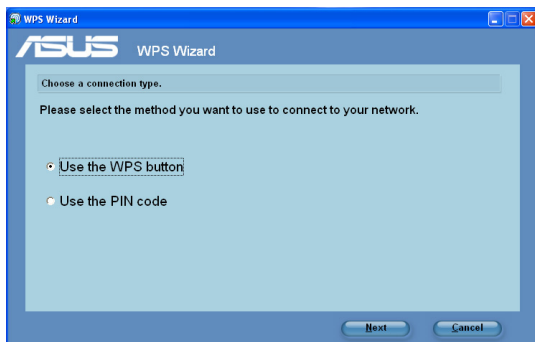 WPS Wizard
ASUS WPS Wizard
Choose a connection type.
Please select the method you want to use to connect to your network.
Use the WPS button
Use the PIN code
Next Cancel